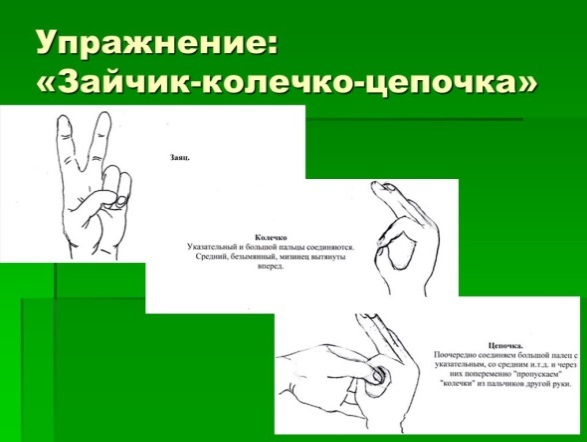 Упражнение:
«Зайчик-колечко-цепочка»
Заяц.
Колечко
Указательный и большой пальцы соединяются.
Средний, безымянный, мизинец вытянуты
вперед.
Цепочка.
Поочередно соединяем большой палец с
указательным, со средним и.т.д. и через
них попеременно "пропускаем"
"колечки" из пальчиков другой руки.